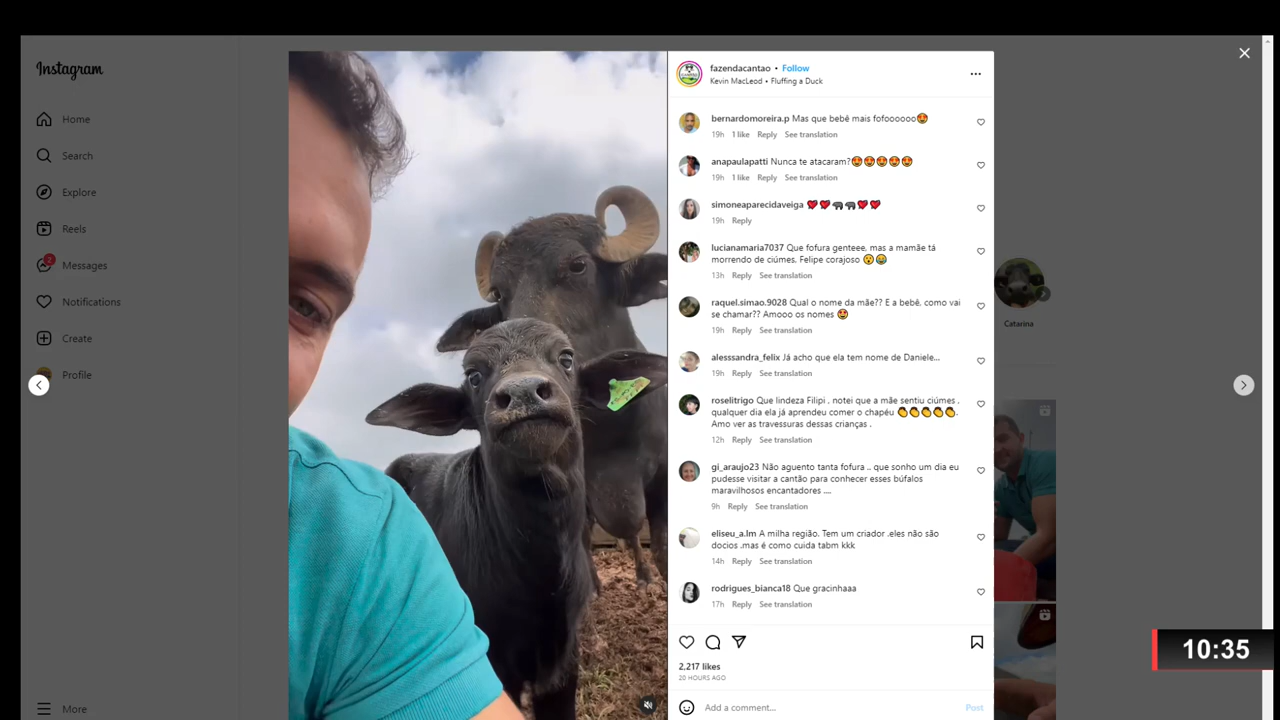 Instagram
Home
Search
Explore
Reels
2
Messages
Notifications
Create
Profile
More
fazendacantao • Follow
Kevin MacLeod • Fluffing a Duck
bernardomoreira.p Mas que bebê mais fofoooooo😍
19h 1 like Reply See translation
anapaulapatti Nunca te atacaram?😍😍😍😍😍
19h 1 like Reply See translation
simoneaparecidaveiga ❤️❤️🐃🐃❤️❤️
19h Reply
lucianamaria7037 Que fofura genteee, mas a mamãe tá
morrendo de ciúmes. Felipe corajoso
13h Reply See translation
raquel.simao.9028 Qual o nome da mãe?? E a bebê, como vai
se chamar?? Amooo os nomes 😍
19h Reply See translation
alesssandra_felix Já acho que ela tem nome de Daniele...
19h Reply See translation
roselitrigo Que lindeza Filipi , notei que a mãe sentiu ciúmes ,
qualquer dia ela já aprendeu comer o chapéu 👏👏👏👏👏.
Amo ver as travessuras dessas crianças .
12h Reply See translation
gi_araujo23 Não aguento tanta fofura .. que sonho um dia eu
pudesse visitar a cantão para conhecer esses búfalos
maravilhosos encantadores ....
9h Reply See translation
eliseu_a.lm A milha região. Tem um criador .eles não são
docios .mas é como cuida tabm kkk
14h Reply See translation
rodrigues_bianca18 Que gracinhaaa
17h Reply See translation
2,217 likes
20 HOURS AGO
Add a comment... Post
Catarina
10:35